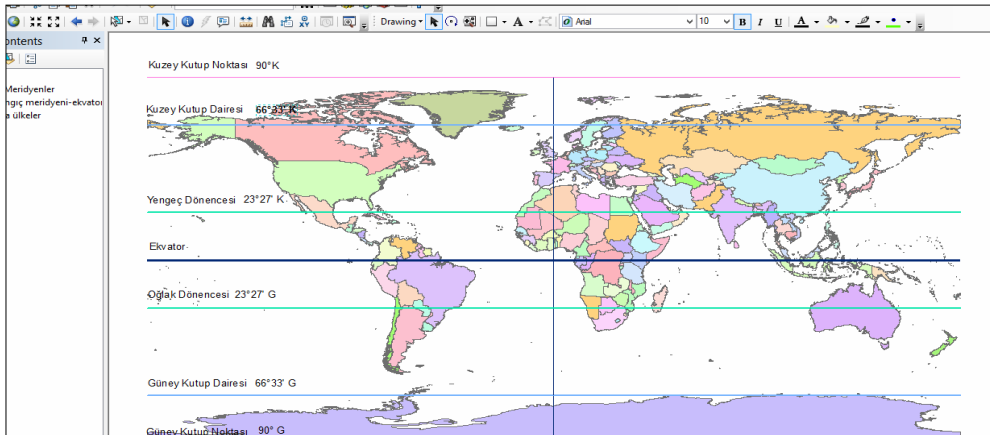 Drawing
Arial
10
B I U A
ontents
Meridyenler
ngıç meridyeni-ekvator
a ülkeler
Kuzey Kutup Noktası 90°K
Kuzey Kutup Dairesi 66°33' K
Yengeç Dönencesi 23°27' K
Ekvator
Oğlak Dönencesi 23°27' G
Güney Kutup Dairesi 66°33' G
Güney Kutup Noktası 90° G